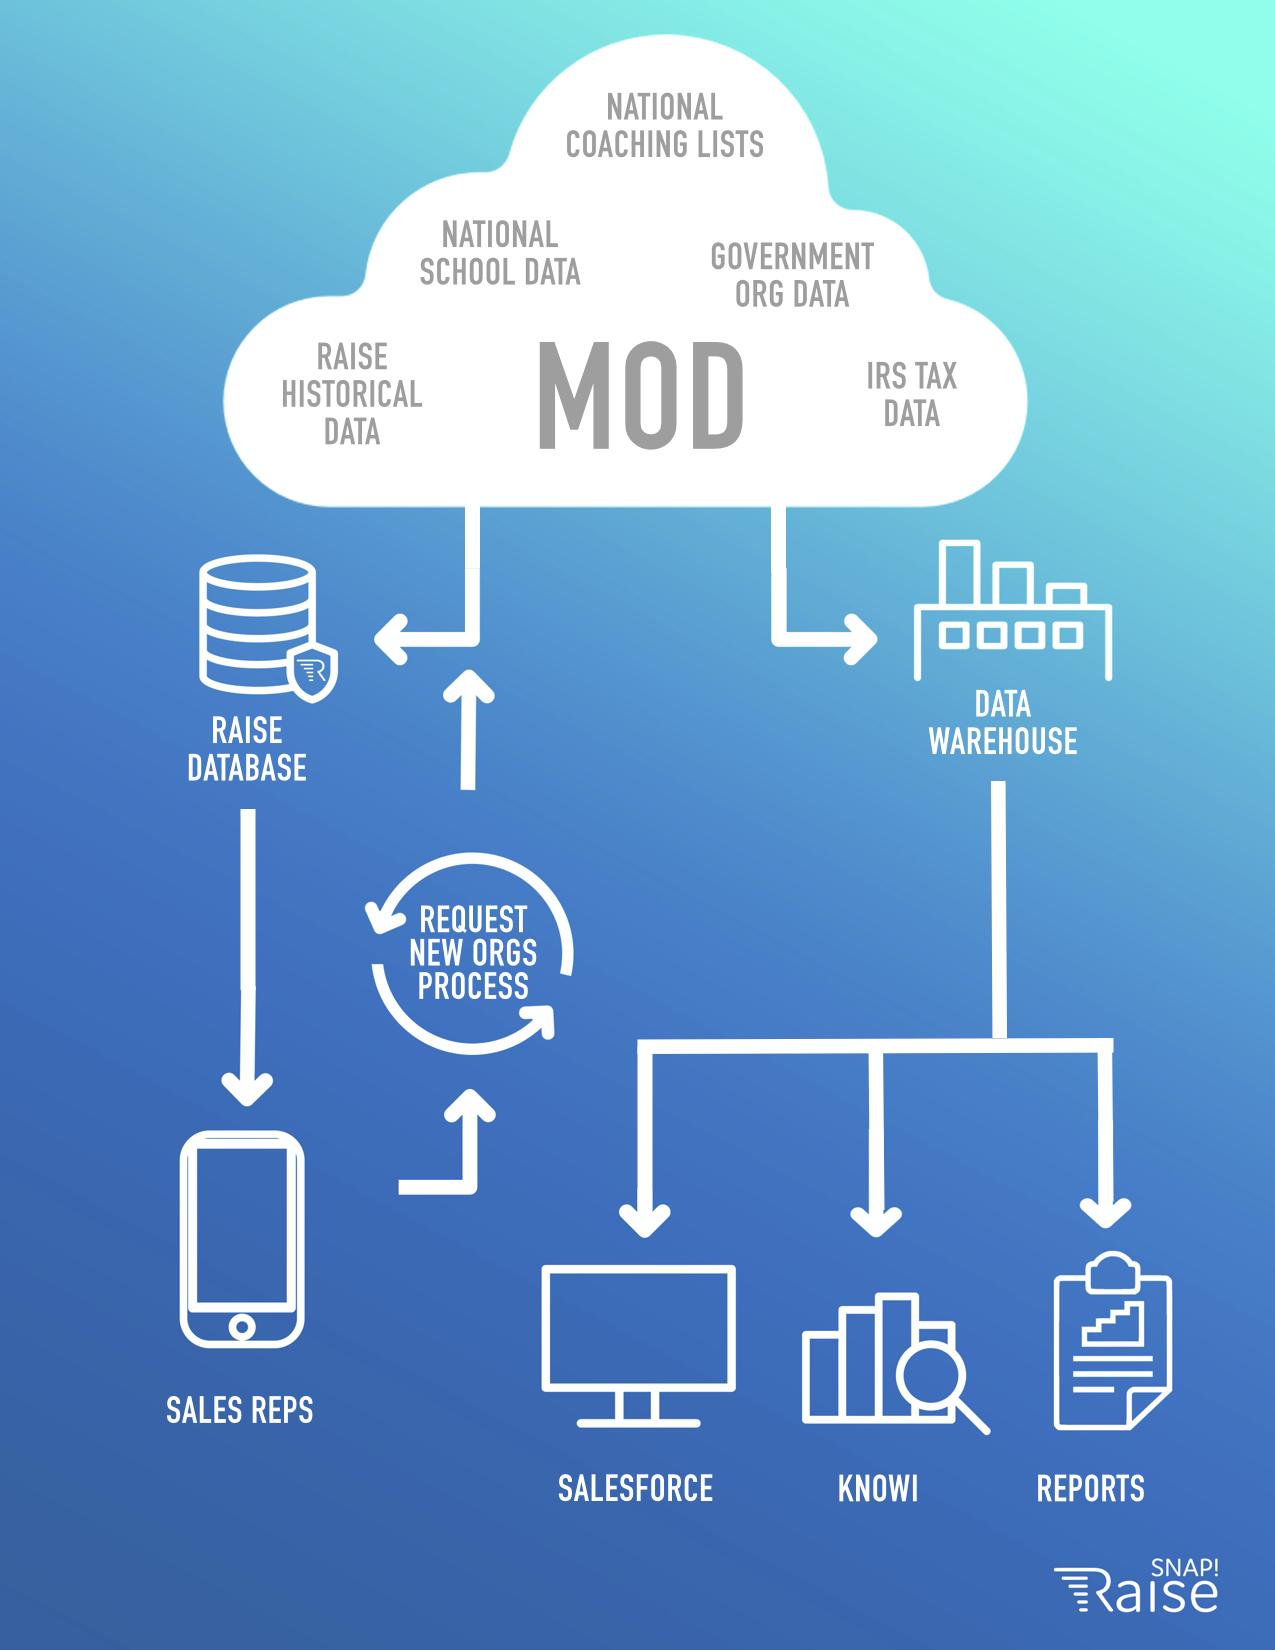 NATIONAL
COACHING LISTS
NATIONAL
SCHOOL DATA
GOVERNMENT
ORG DATA
RAISE
HISTORICAL
DATA
MOD
IRS TAX
DATA
RAISE
DATABASE
DATA
WAREHOUSE
REQUEST
NEW ORGS
PROCESS
SALES REPS
SALESFORCE
KNOWI
REPORTS
SNAP!
Raise